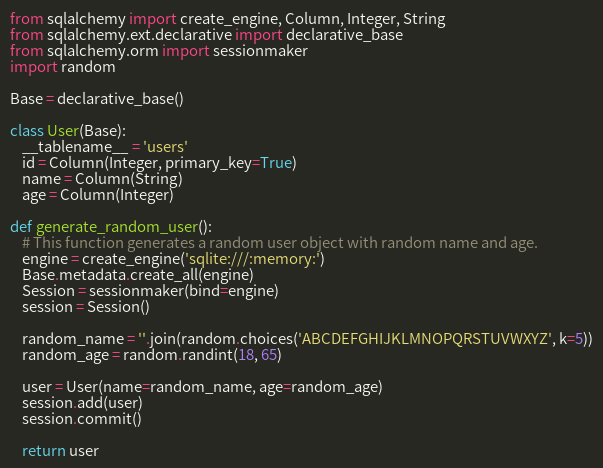 from sqlalchemy import create_engine, Column, Integer, String
from sqlalchemy.ext.declarative import declarative_base
from sqlalchemy.orm import sessionmaker
import random

Base = declarative_base()

class User(Base):
    __tablename__ = 'users'
    id = Column(Integer, primary_key=True)
    name = Column(String)
    age = Column(Integer)

def generate_random_user():
    # This function generates a random user object with random name and age.
    engine = create_engine('sqlite:///:memory:')
    Base.metadata.create_all(engine)
    Session = sessionmaker(bind=engine)
    session = Session()

    random_name = ''.join(random.choices('ABCDEFGHIJKLMNOPQRSTUVWXYZ', k=5))
    random_age = random.randint(18, 65)

    user = User(name=random_name, age=random_age)
    session.add(user)
    session.commit()

    return user